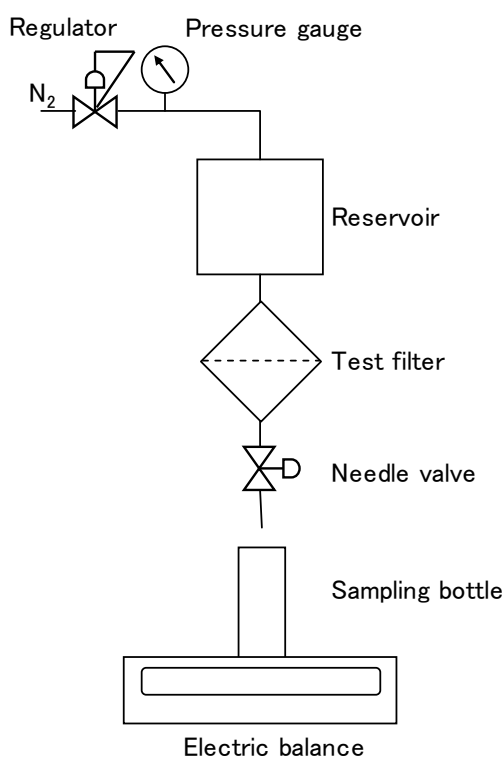 Regulator
Pressure gauge
N₂
Reservoir
Test filter
Needle valve
Sampling bottle
Electric balance